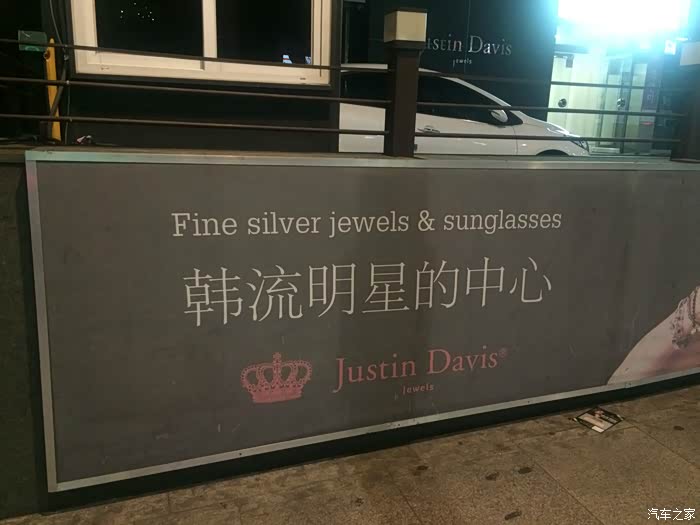 ustin Davis
Jewels
Fine silver jewels & sunglasses
韩流明星的中心
Justin Davis®
Jewels
汽车之家